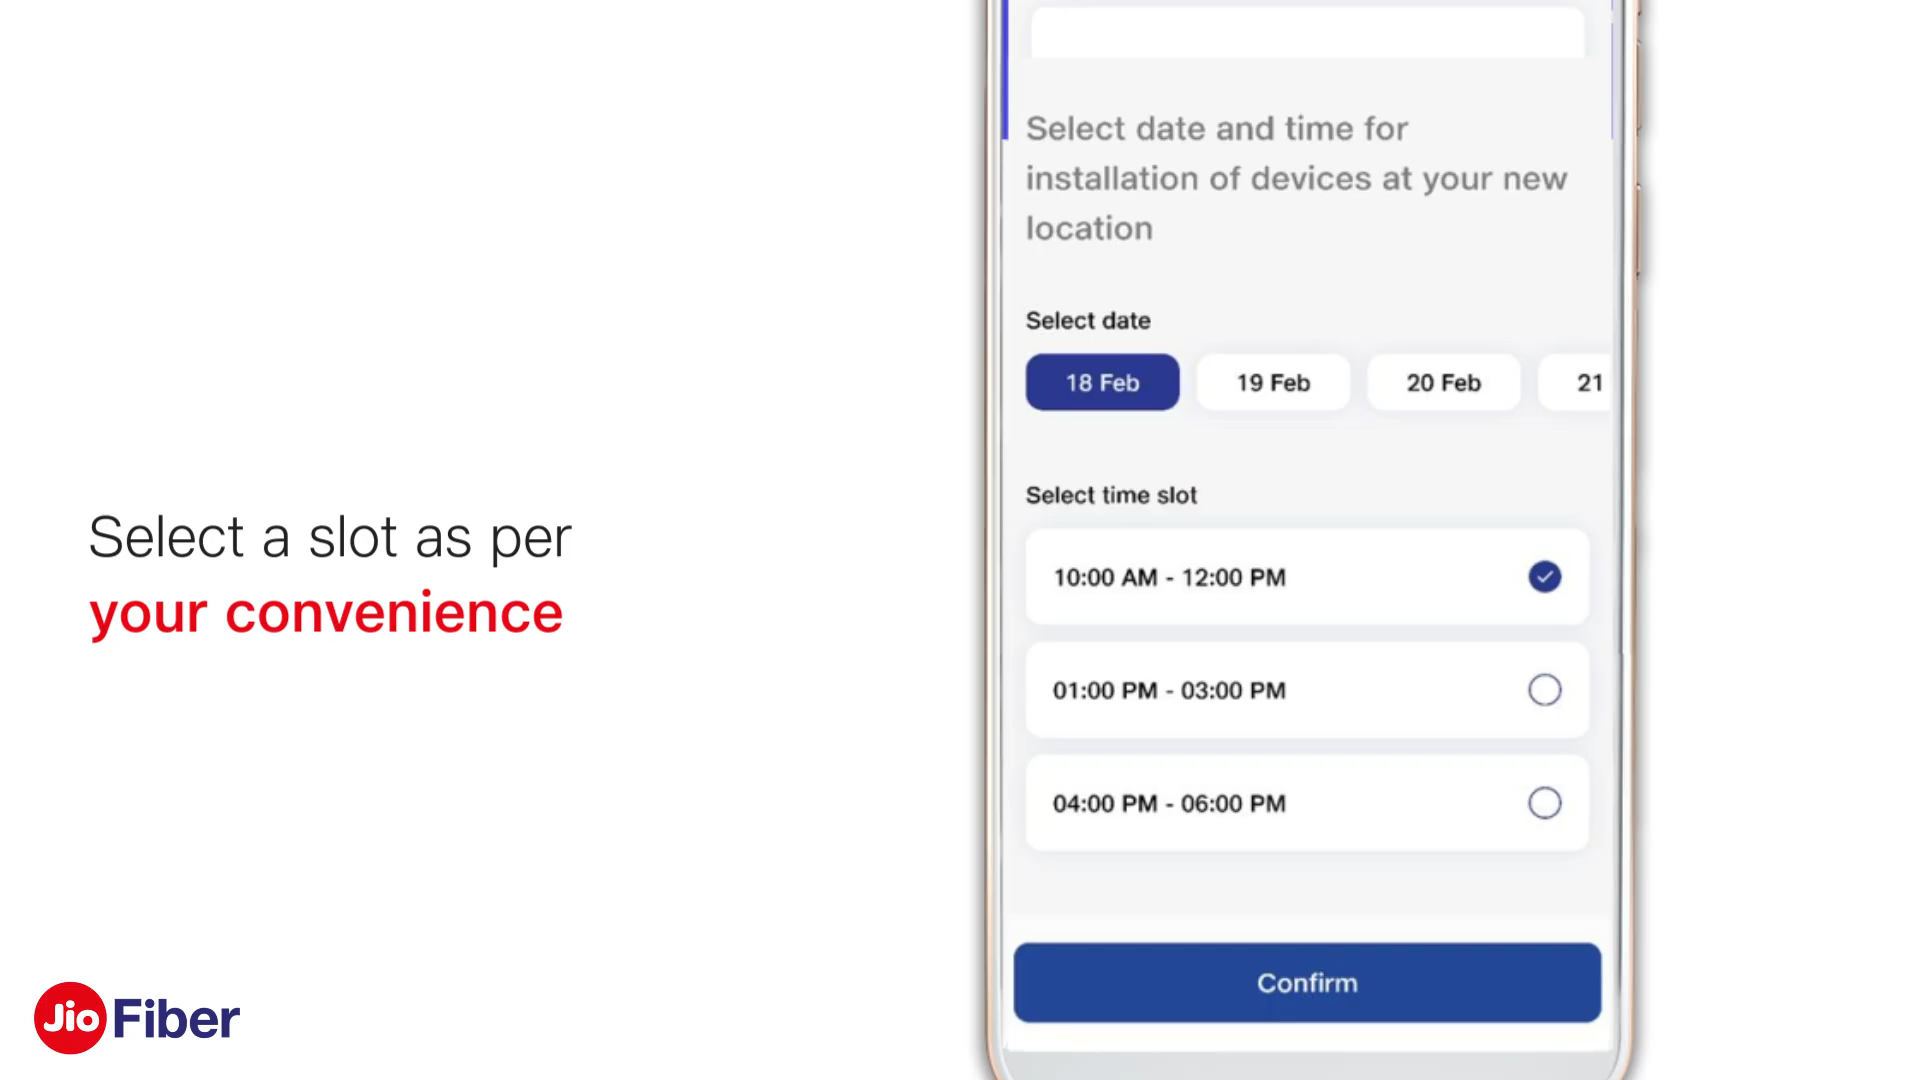 Select a slot as per
your convenience
Jio Fiber
Select date and time for
installation of devices at your new
location
Select date
18 Feb
19 Feb
20 Feb
21
Select time slot
10:00 AM - 12:00 PM
01:00 PM - 03:00 PM
04:00 PM - 06:00 PM
Confirm